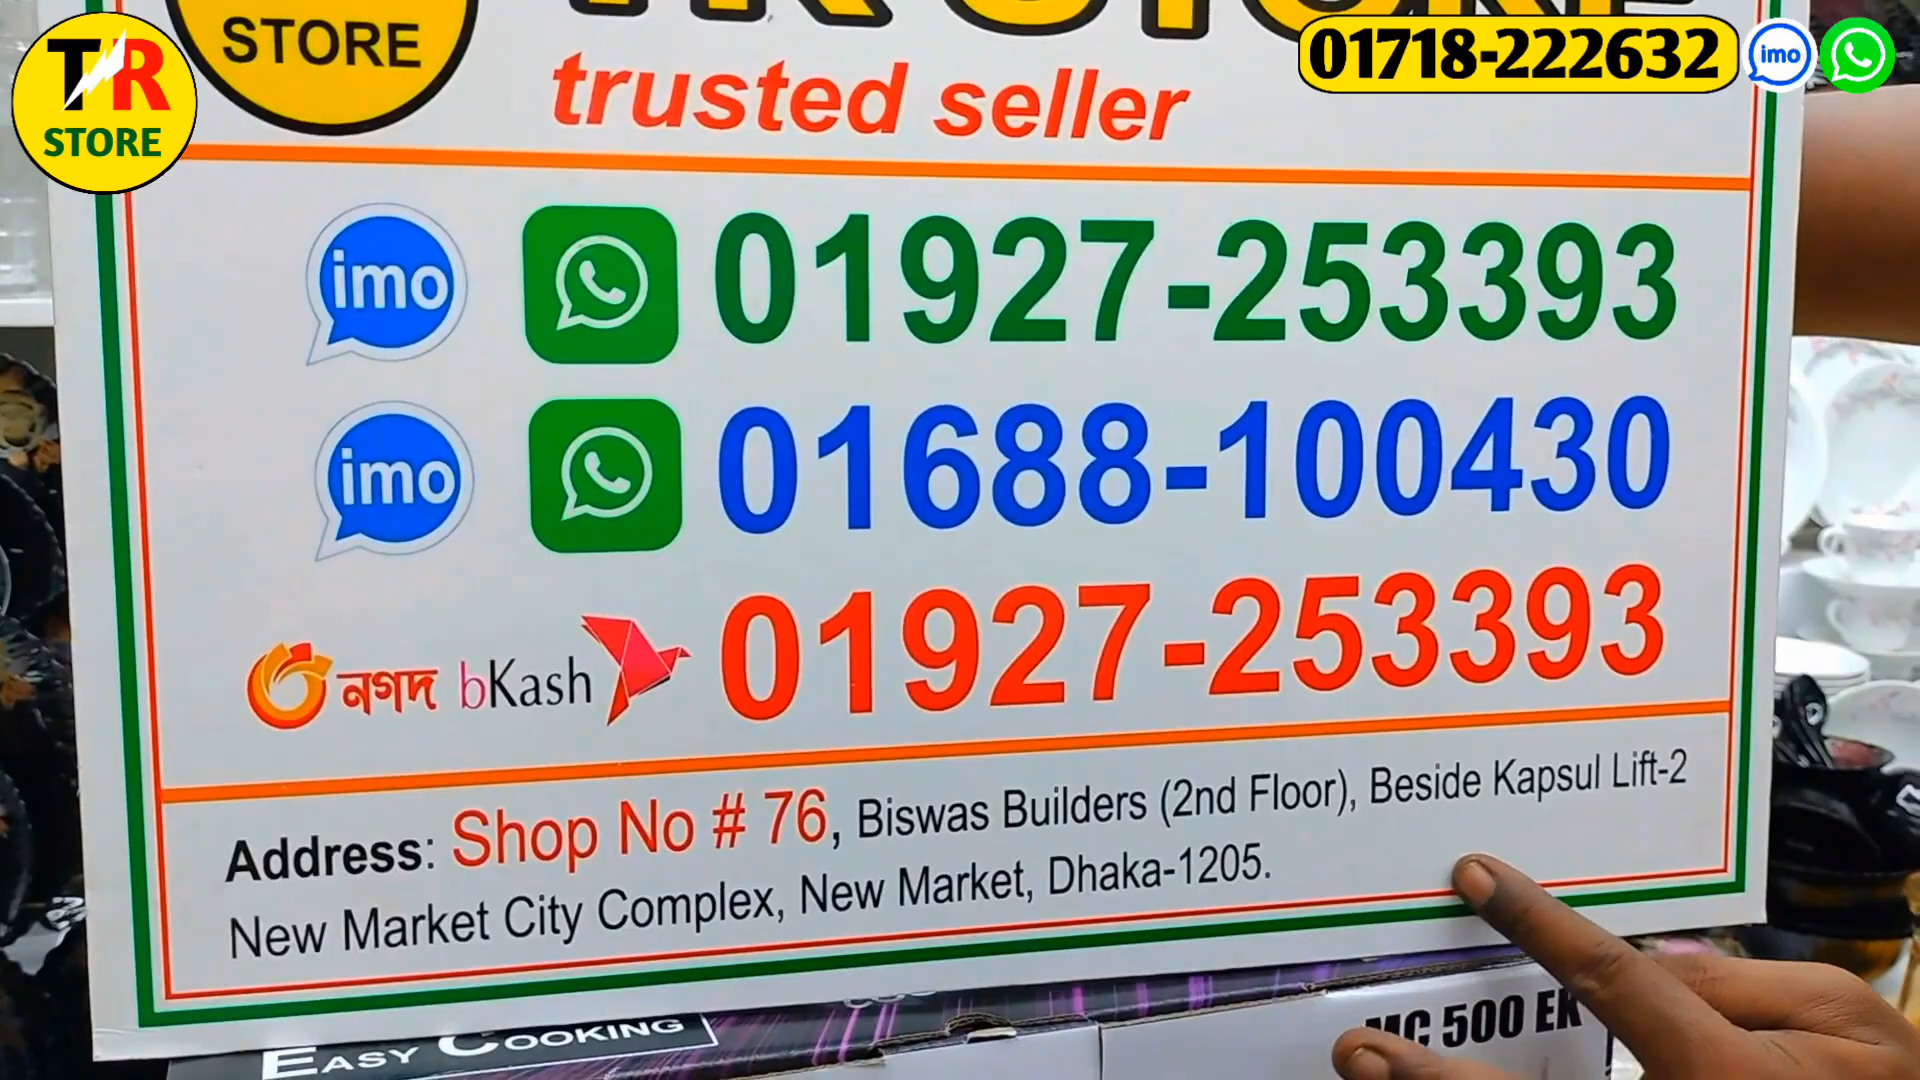 TR
STORE
01718-222632
imo
STORE
TR STORE
trusted seller
imo 01927-253393
imo 01688-100430
নগদ bKash 01927-253393
Address: Shop No # 76, Biswas Builders (2nd Floor), Beside Kapsul Lift-2
New Market City Complex, New Market, Dhaka-1205.
EASY COOKING
MC 500 EK